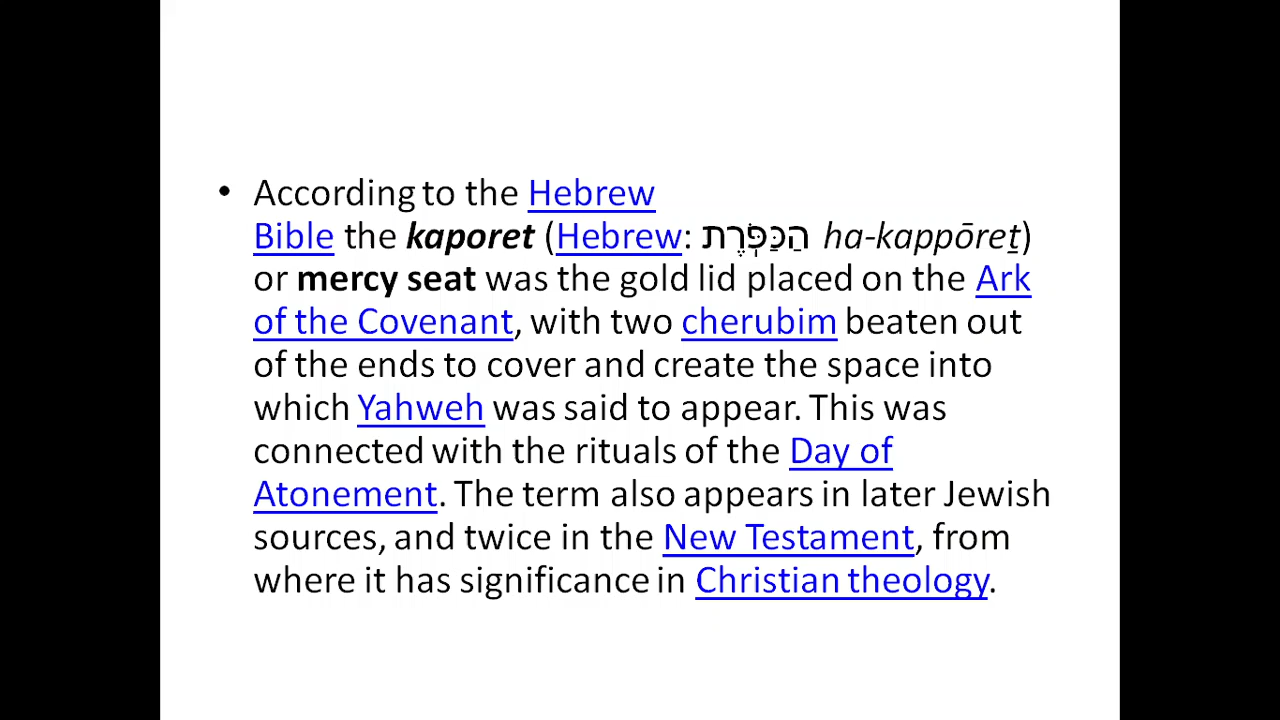 • According to the Hebrew
Bible the kaporet (Hebrew: הַכַּפֹּרֶת ha-kappōreṯ)
or mercy seat was the gold lid placed on the Ark
of the Covenant, with two cherubim beaten out
of the ends to cover and create the space into
which Yahweh was said to appear. This was
connected with the rituals of the Day of
Atonement. The term also appears in later Jewish
sources, and twice in the New Testament, from
where it has significance in Christian theology.